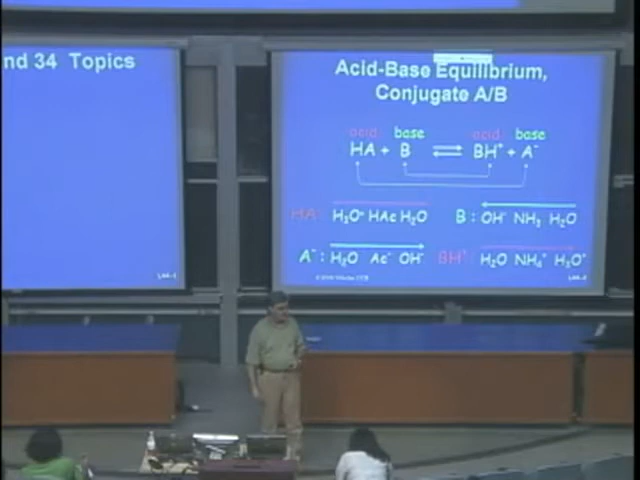 nd 34 Topics
Acid-Base Equilibrium,
Conjugate A/B
acid base acid base
HA + B ⇌ BH⁺ + A⁻
HA: H₃O⁺ HAc H₂O B : OH⁻ NH₃ H₂O
A⁻ : H₂O Ac⁻ OH⁻ BH⁺: H₂O NH₄⁺ H₃O⁺